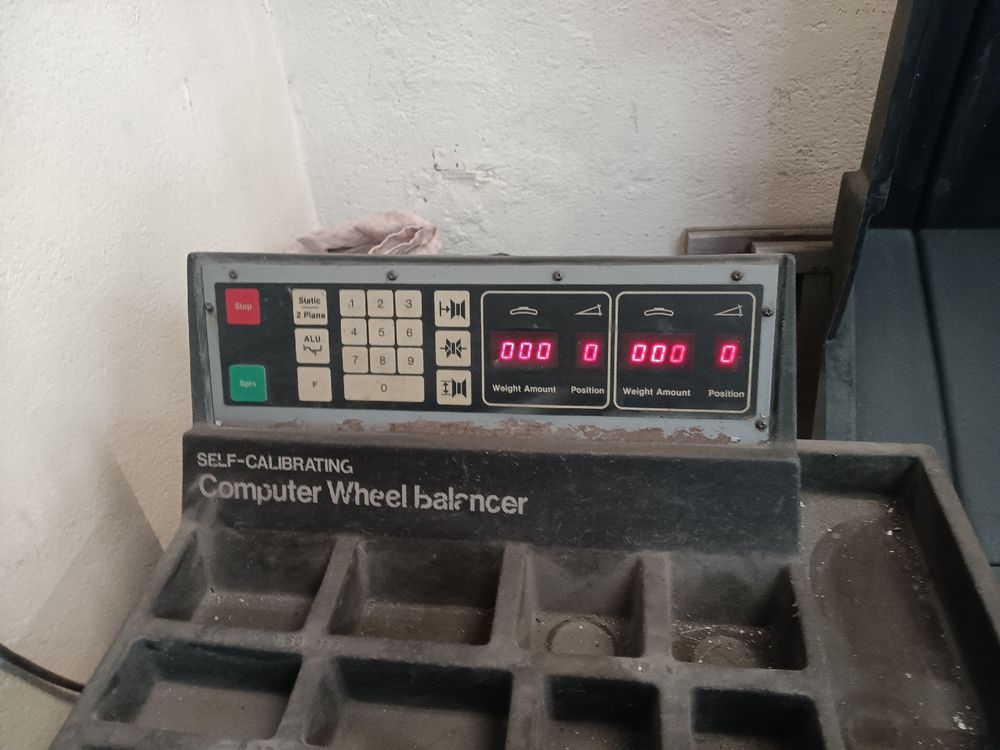 Stop
Spin
Static
2 Plane
ALU
F
1 2 3
4 5 6
7 8 9
0
000 0
Weight Amount Position
000 0
Weight Amount Position
SELF-CALIBRATING
Computer Wheel balancer